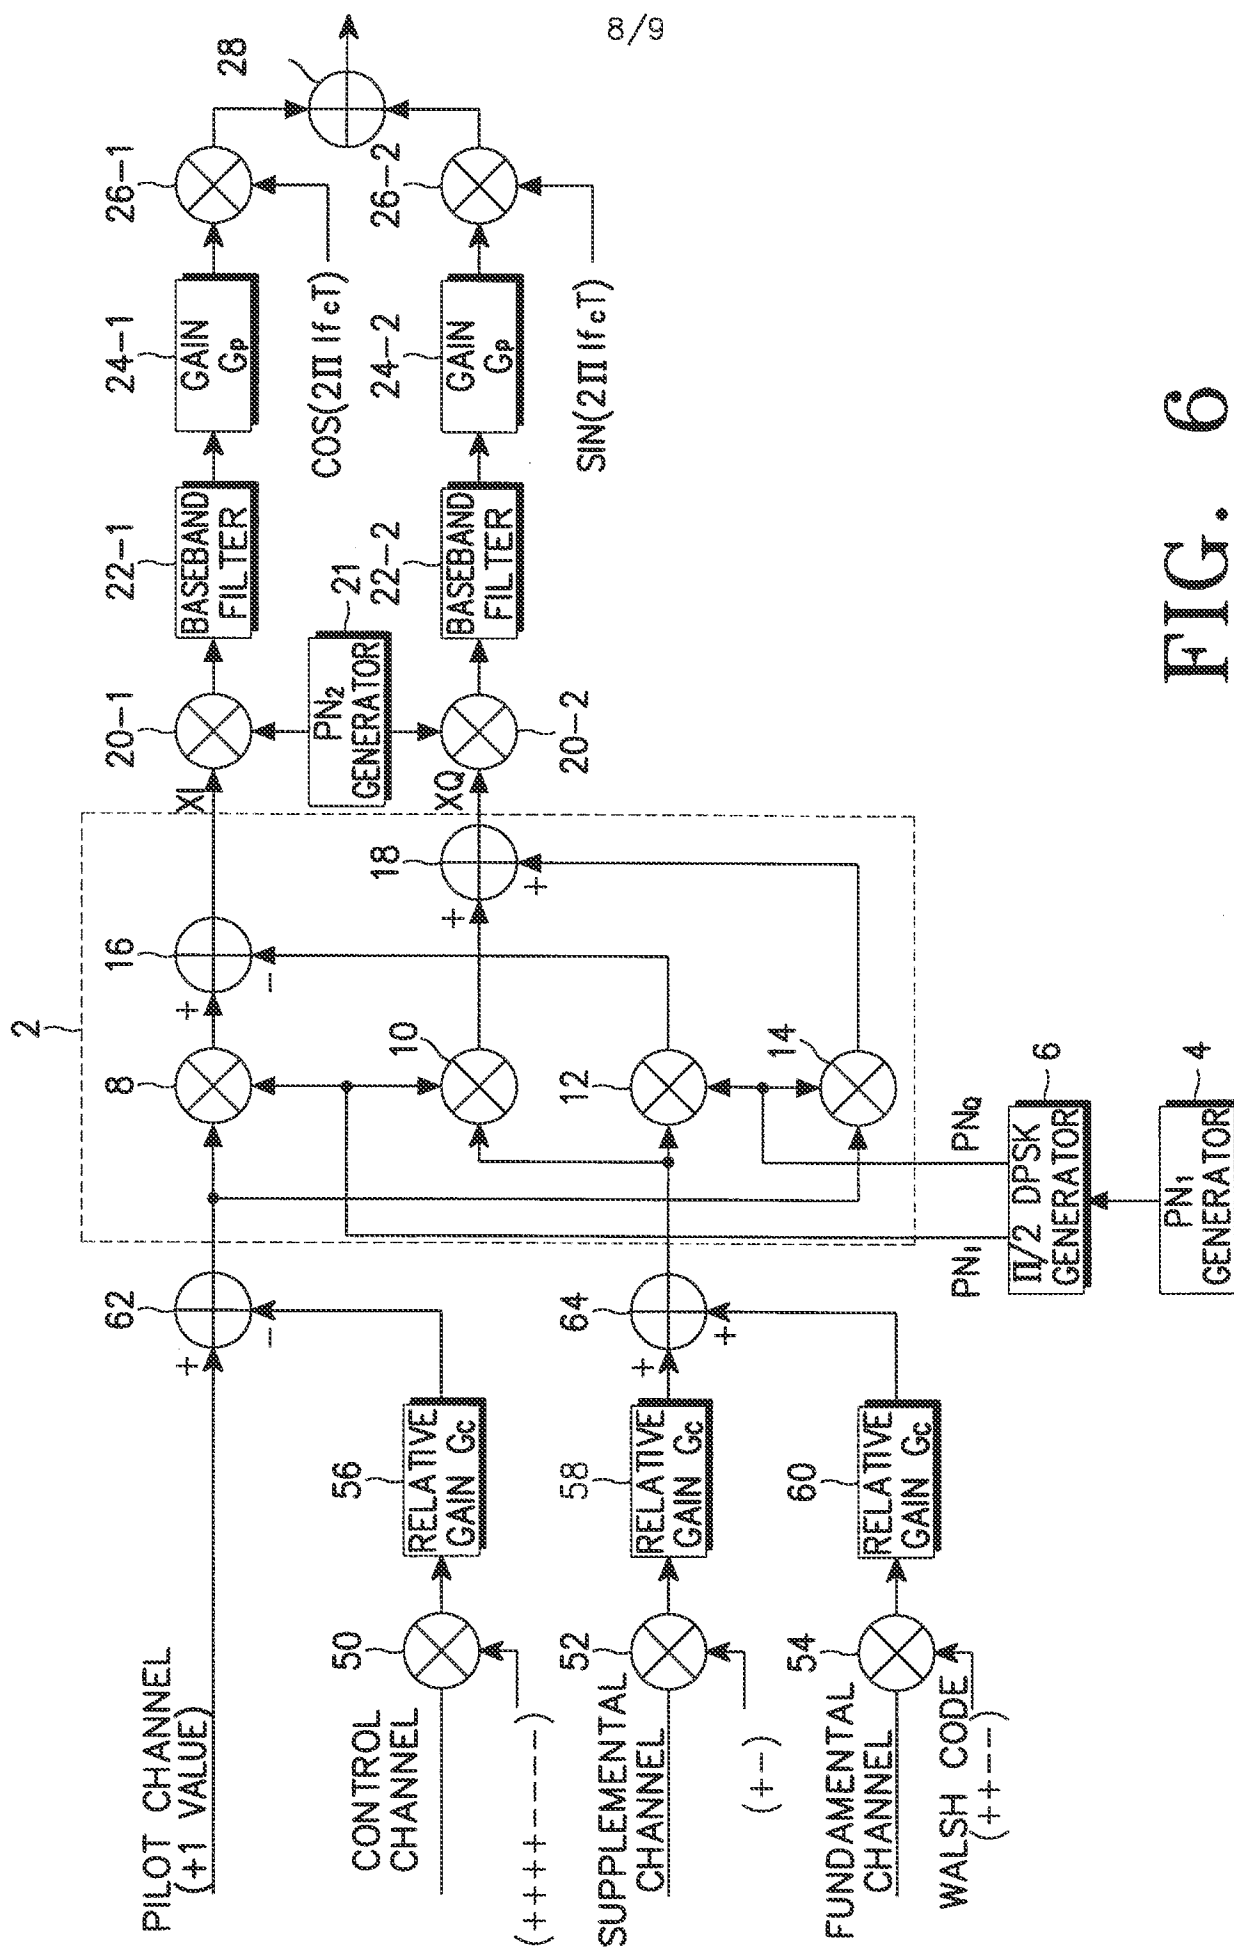 8/9
PILOT CHANNEL
(+1 VALUE)
CONTROL
CHANNEL
(++++----)
SUPPLEMENTAL
CHANNEL
(+-)
FUNDAMENTAL
CHANNEL
WALSH CODE
(++--)
50
52
54
56
RELATIVE
GAIN Gc
58
RELATIVE
GAIN Gc
60
RELATIVE
GAIN Gc
62
+
-
64
+
+
2
8
10
12
14
16
+
-
18
+
+
PNI
PNQ
Π/2 DPSK
GENERATOR
6
PN1
GENERATOR
4
XI
XQ
20-1
20-2
PN2
GENERATOR
21
22-1
BASEBAND
FILTER
22-2
BASEBAND
FILTER
24-1
GAIN
Gp
24-2
GAIN
Gp
26-1
COS(2Π IfcT)
26-2
SIN(2Π IfcT)
28
FIG. 6